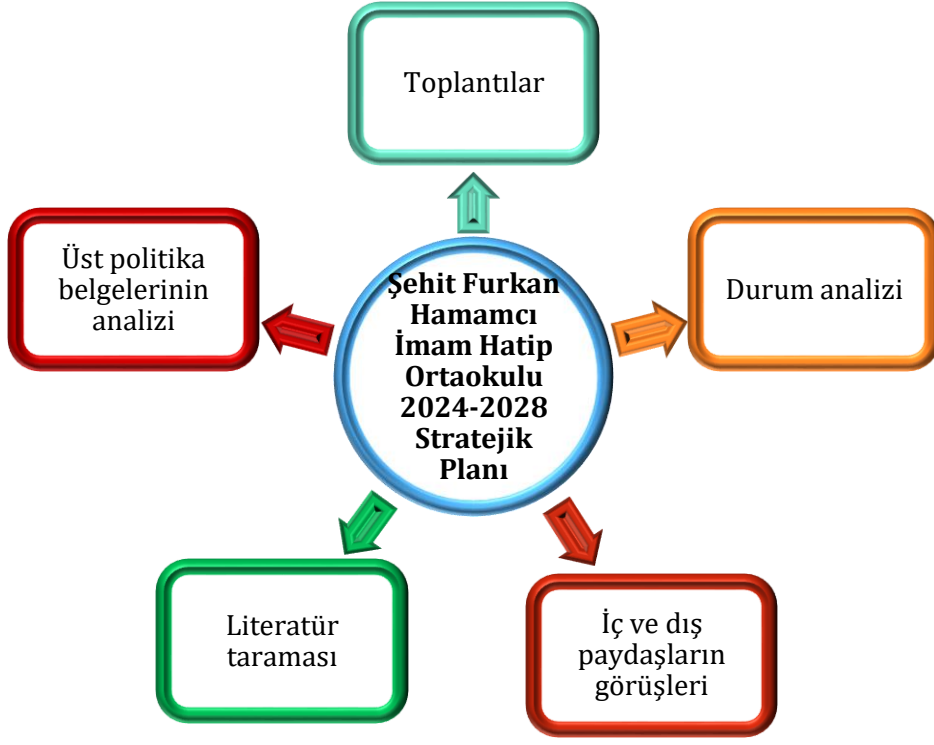 Toplantılar
Üst politika
belgelerinin
analizi
Şehit Furkan
Hamamcı
İmam Hatip
Ortaokulu
2024-2028
Stratejik
Planı
Durum analizi
Literatür
taraması
İç ve dış
paydaşların
görüşleri